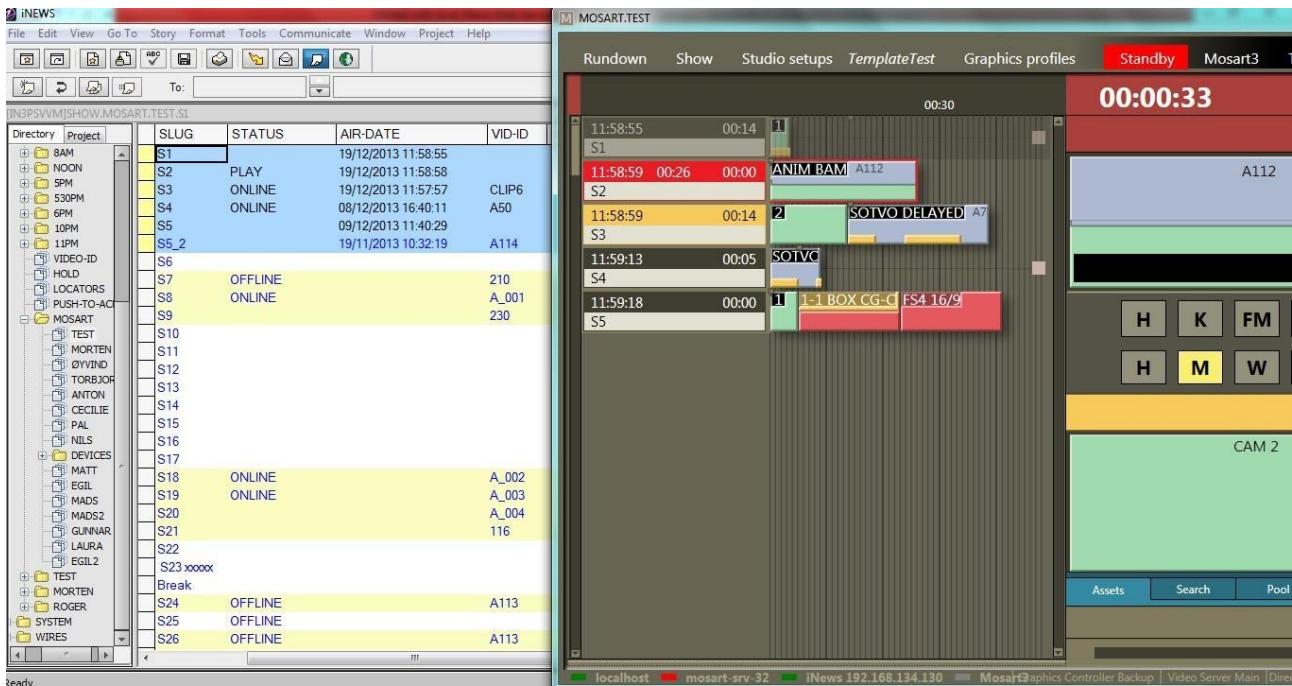 iNEWS
File Edit View Go To Story Format Tools Communicate Window Project Help
To:
[IN3PSVVM]SHOW.MOSART.TEST.S1
Directory Project
8AM
NOON
5PM
530PM
6PM
10PM
11PM
VIDEO-ID
HOLD
LOCATORS
PUSH-TO-ACT
MOSART
TEST
MORTEN
ØYVIND
TORBJOR
ANTON
CECILIE
PAL
NILS
DEVICES
MATT
EGIL
MADS
MADS2
GUNNAR
LAURA
EGIL2
TEST
MORTEN
ROGER
SYSTEM
WIRES
SLUG STATUS AIR-DATE VID-ID
S1 19/12/2013 11:58:55
S2 PLAY 19/12/2013 11:58:58
S3 ONLINE 19/12/2013 11:57:57 CLIP6
S4 ONLINE 08/12/2013 16:40:11 A50
S5 09/12/2013 11:40:29
S5_2 19/11/2013 10:32:19 A114
S6
S7 OFFLINE 210
S8 ONLINE A_001
S9 230
S10
S11
S12
S13
S14
S15
S16
S17
S18 ONLINE A_002
S19 ONLINE A_003
S20 A_004
S21 116
S22
S23 xxxxx
Break
S24 OFFLINE A113
S25 OFFLINE
S26 OFFLINE A113
Ready
M MOSART.TEST
Rundown Show Studio setups TemplateTest Graphics profiles Standby Mosart3 T
00:30 00:00:33
11:58:55 00:14 1
S1
11:58:59 00:26 00:00 ANIM BAM A112
S2
11:58:59 00:14 2 SOTVO DELAYED A7
S3
11:59:13 00:05 SOTVO
S4
11:59:18 00:00 1 1-1 BOX CG-C FS4 16/9
S5
A112
H K FM
H M W
CAM 2
Assets Search Pool
localhost mosart-srv-32 iNews 192.168.134.130 Mosart3 Graphics Controller Backup | Video Server Main | Dire